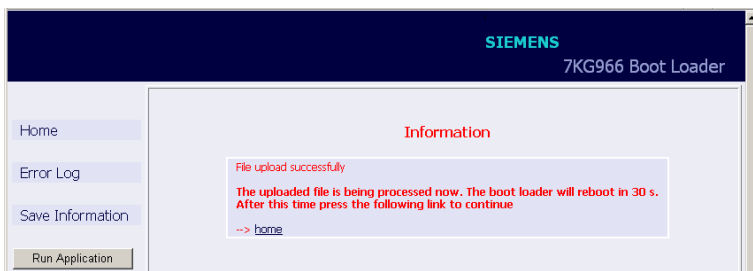 SIEMENS
7KG966 Boot Loader
Home
Error Log
Save Information
Run Application
Information
File upload successfully
The uploaded file is being processed now. The boot loader will reboot in 30 s.
After this time press the following link to continue
--> home